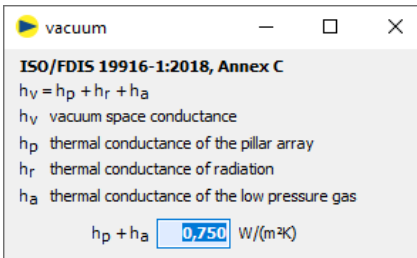 vacuum
ISO/FDIS 19916-1:2018, Annex C
hv = hp + hr + ha
hv vacuum space conductance
hp thermal conductance of the pillar array
hr thermal conductance of radiation
ha thermal conductance of the low pressure gas
hp + ha 0,750 W/(m²K)